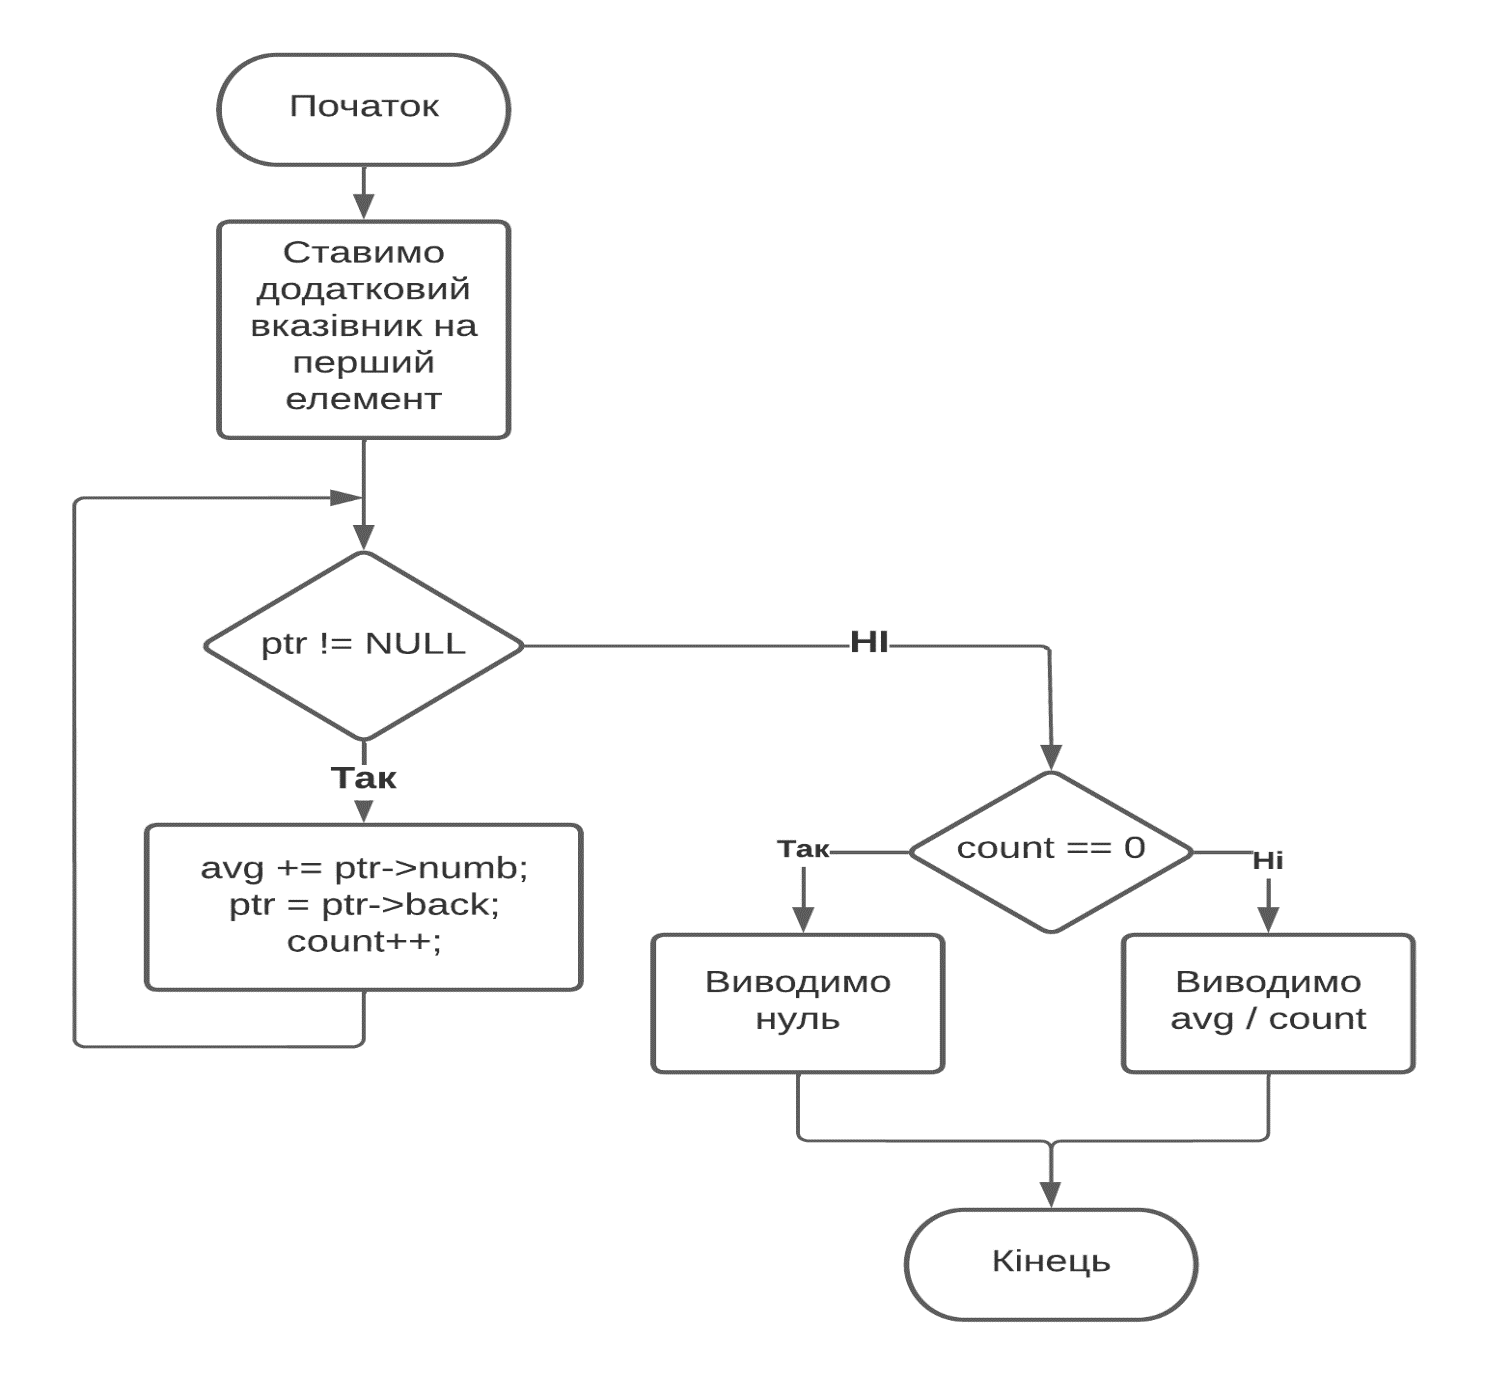 Початок
Ставимо
додатковий
вказівник на
перший
елемент
ptr != NULL
НІ
Так
avg += ptr->numb;
ptr = ptr->back;
count++;
count == 0
Так
Ні
Виводимо
нуль
Виводимо
avg / count
Кінець